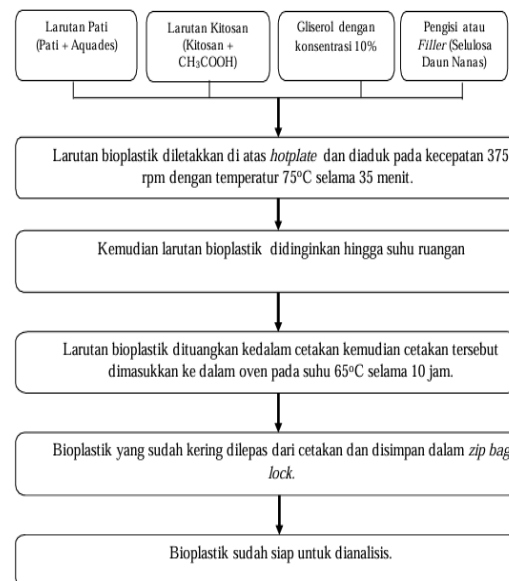 Larutan Pati
(Pati + Aquades)
Larutan Kitosan
(Kitosan +
CH₃COOH)
Gliserol dengan
konsentrasi 10%
Pengisi atau
Filler (Selulosa
Daun Nanas)
Larutan bioplastik diletakkan di atas hotplate dan diaduk pada kecepatan 375
rpm dengan temperatur 75°C selama 35 menit.
Kemudian larutan bioplastik didinginkan hingga suhu ruangan
Larutan bioplastik dituangkan kedalam cetakan kemudian cetakan tersebut
dimasukkan ke dalam oven pada suhu 65°C selama 10 jam.
Bioplastik yang sudah kering dilepas dari cetakan dan disimpan dalam zip bag
lock.
Bioplastik sudah siap untuk dianalisis.